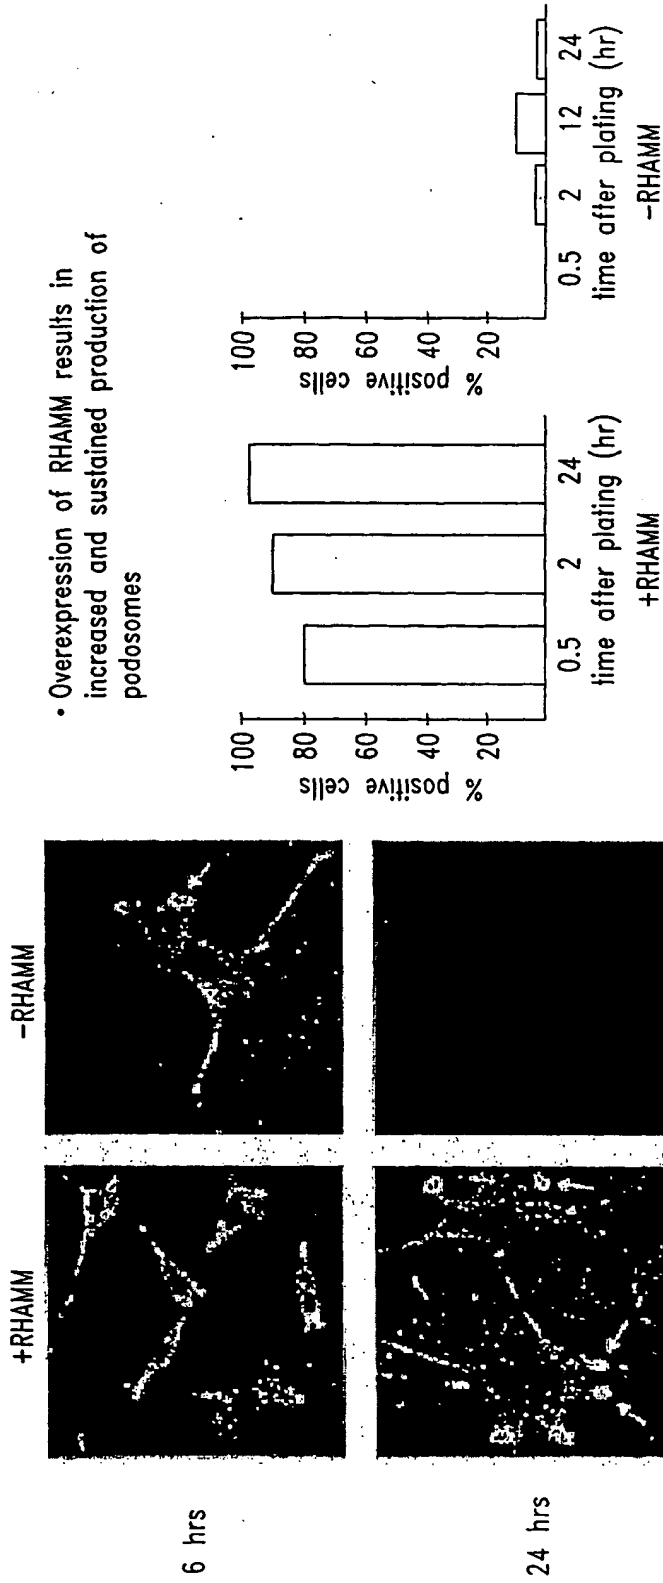 +RHAMM
-RHAMM
6 hrs
24 hrs
• Overexpression of RHAMM results in
increased and sustained production of
podosomes
% positive cells
100
80
60
40
20
0.5 2 24
time after plating (hr)
+RHAMM
% positive cells
100
80
60
40
20
0.5 2 12 24
time after plating (hr)
-RHAMM